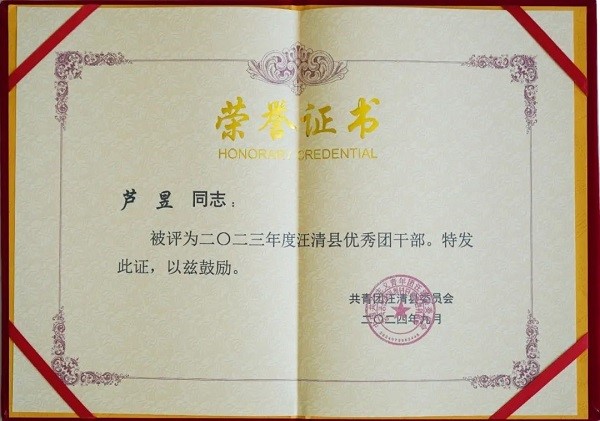 荣誉证书
HONORARY CREDENTIAL
芦昱 同志：
被评为二〇二三年度汪清县优秀团干部。特发
此证，以兹鼓励。
共青团汪清县委员会
二〇二四年九月